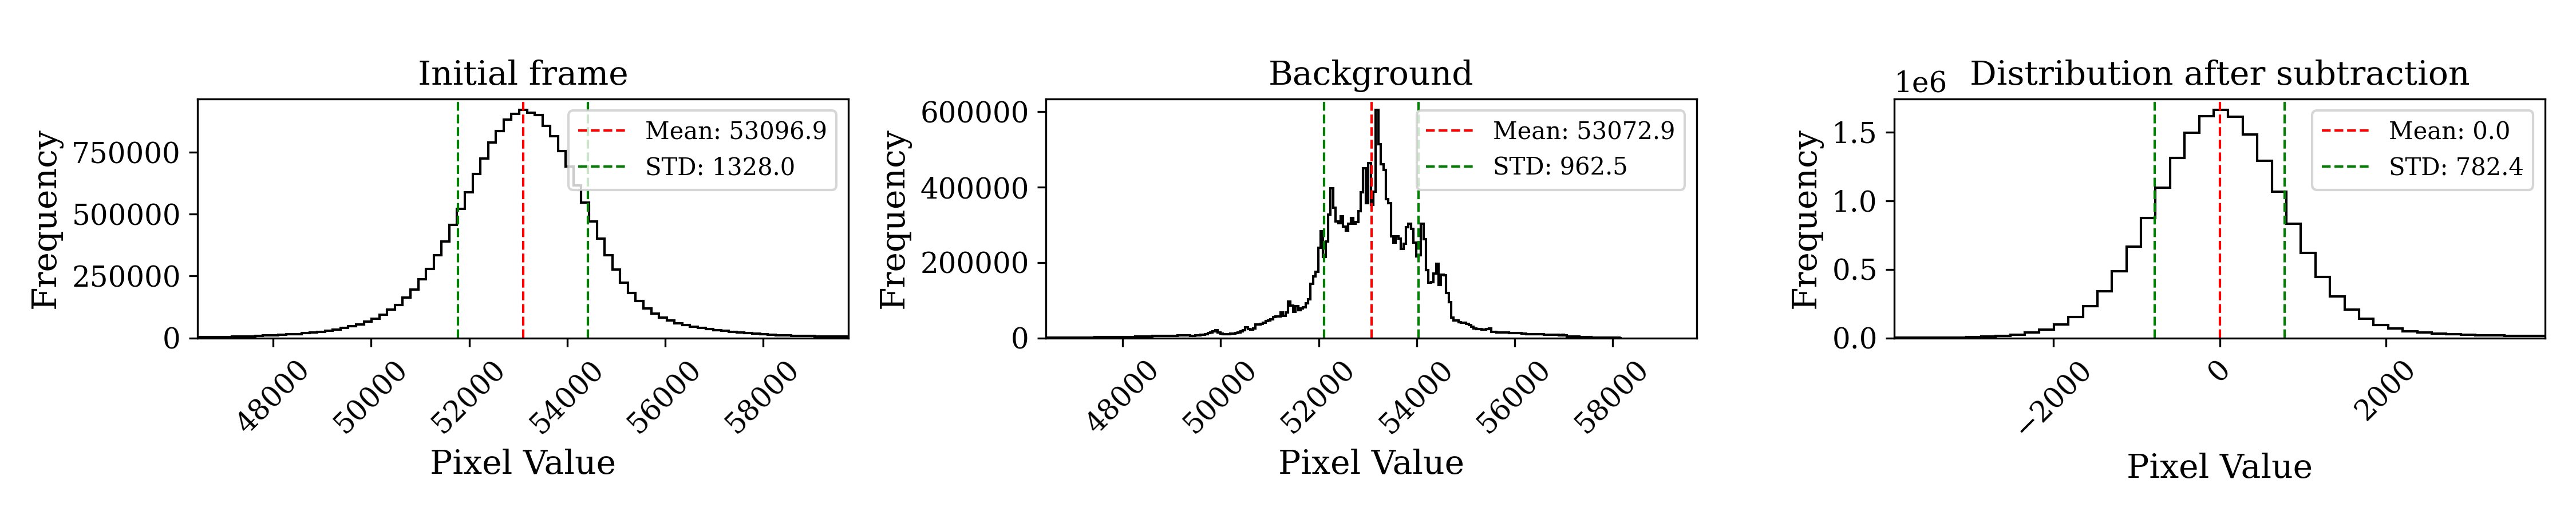 Initial frame
Frequency
750000
500000
250000
0
Mean: 53096.9
STD: 1328.0
48000
50000
52000
54000
56000
58000
Pixel Value
Background
Frequency
600000
400000
200000
0
Mean: 53072.9
STD: 962.5
48000
50000
52000
54000
56000
58000
Pixel Value
1e6
Distribution after subtraction
Frequency
1.5
1.0
0.5
0.0
Mean: 0.0
STD: 782.4
−2000
0
2000
Pixel Value